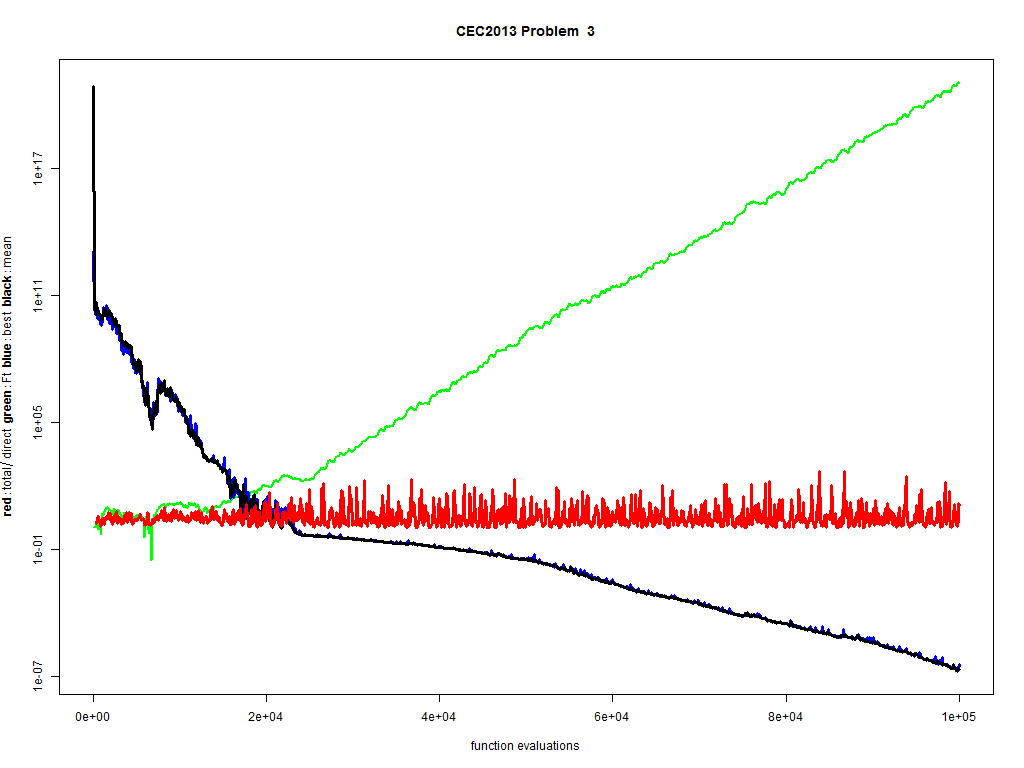 CEC2013 Problem 3
red : total/ direct green : Ft blue : best black : mean
1e+17
1e+11
1e+05
1e-01
1e-07
0e+00 2e+04 4e+04 6e+04 8e+04 1e+05
function evaluations